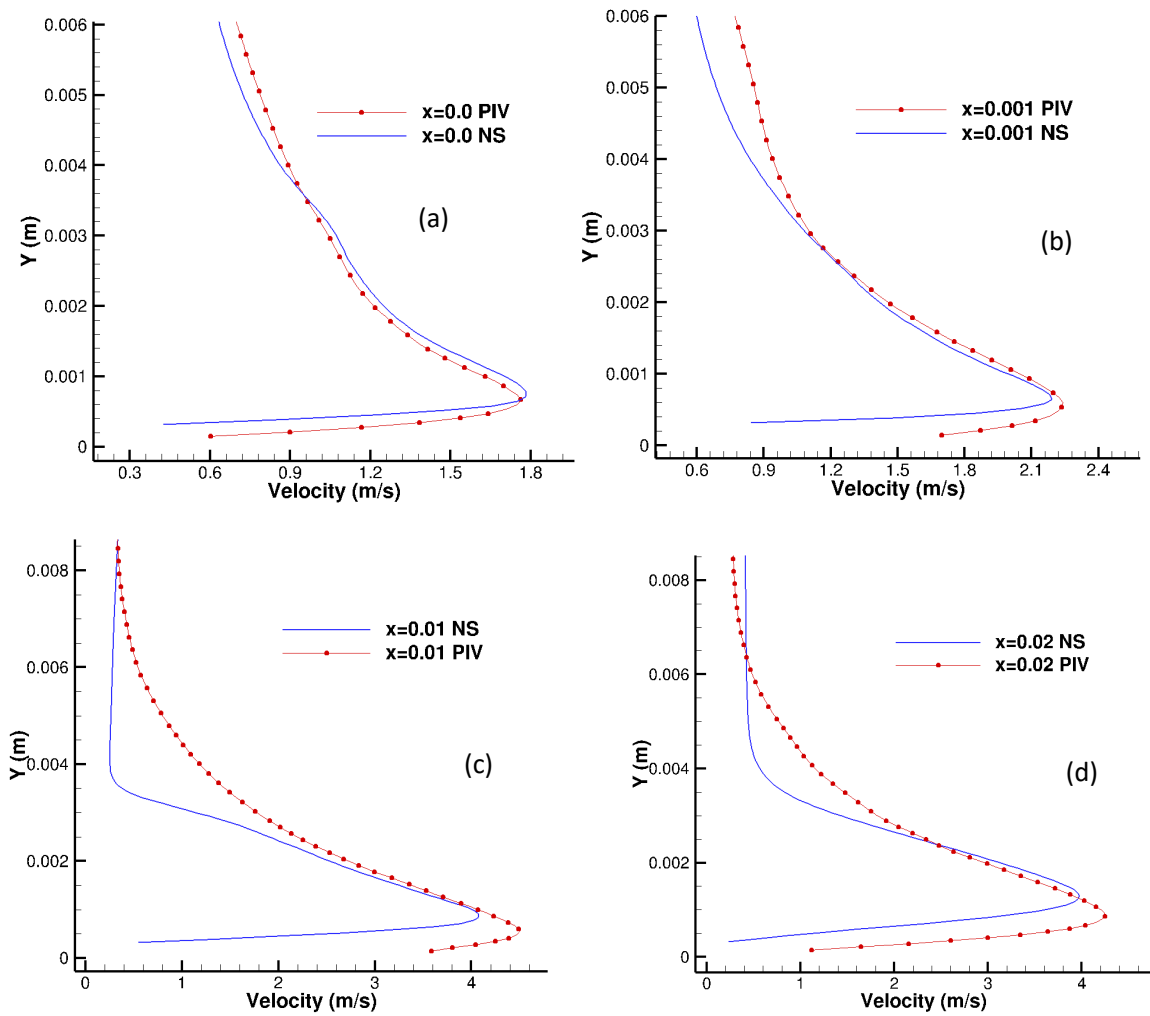 0.006
0.005
0.004
0.003
0.002
0.001
0
Y (m)
x=0.0 PIV
x=0.0 NS
(a)
0.3 0.6 0.9 1.2 1.5 1.8
Velocity (m/s)
0.006
0.005
0.004
0.003
0.002
0.001
0
Y (m)
x=0.001 PIV
x=0.001 NS
(b)
0.6 0.9 1.2 1.5 1.8 2.1 2.4
Velocity (m/s)
0.008
0.006
0.004
0.002
0
Y (m)
x=0.01 NS
x=0.01 PIV
(c)
0 1 2 3 4
Velocity (m/s)
0.008
0.006
0.004
0.002
0
Y (m)
x=0.02 NS
x=0.02 PIV
(d)
0 1 2 3 4
Velocity (m/s)